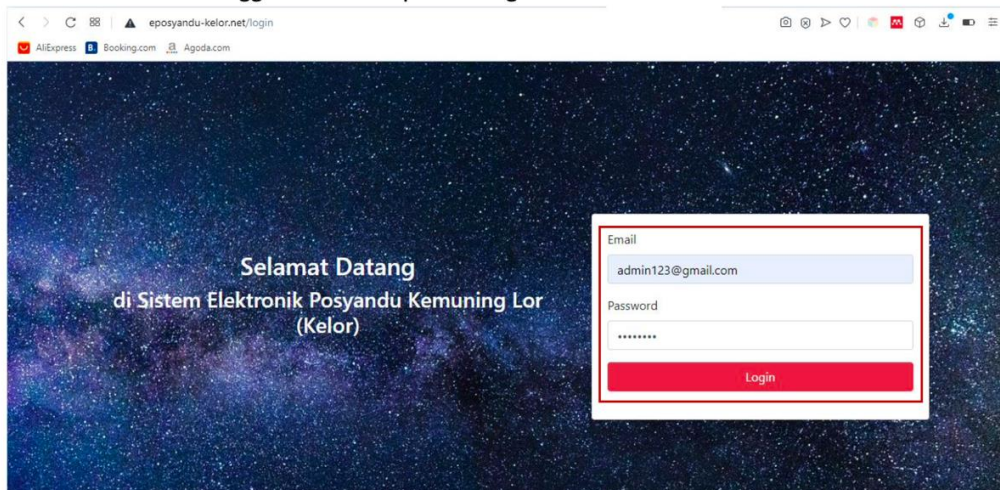 eposyandu-kelor.net/login
AliExpress Booking.com Agoda.com
Selamat Datang
di Sistem Elektronik Posyandu Kemuning Lor
(Kelor)
Email
admin123@gmail.com
Password
Login